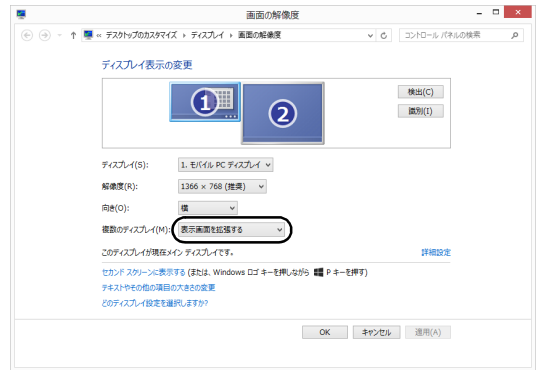 画面の解像度
« デスクトップのカスタマイズ › ディスプレイ › 画面の解像度
コントロール パネルの検索
ディスプレイ表示の変更
1
2
検出(C)
識別(I)
ディスプレイ(S): 1. モバイル PC ディスプレイ
解像度(R): 1366 × 768 (推奨)
向き(O): 横
複数のディスプレイ(M): 表示画面を拡張する
このディスプレイが現在メイン ディスプレイです。 詳細設定
セカンド スクリーンに表示する (または、Windows ロゴ キーを押しながら P キーを押す)
テキストやその他の項目の大きさの変更
どのディスプレイ設定を選択しますか?
OK キャンセル 適用(A)